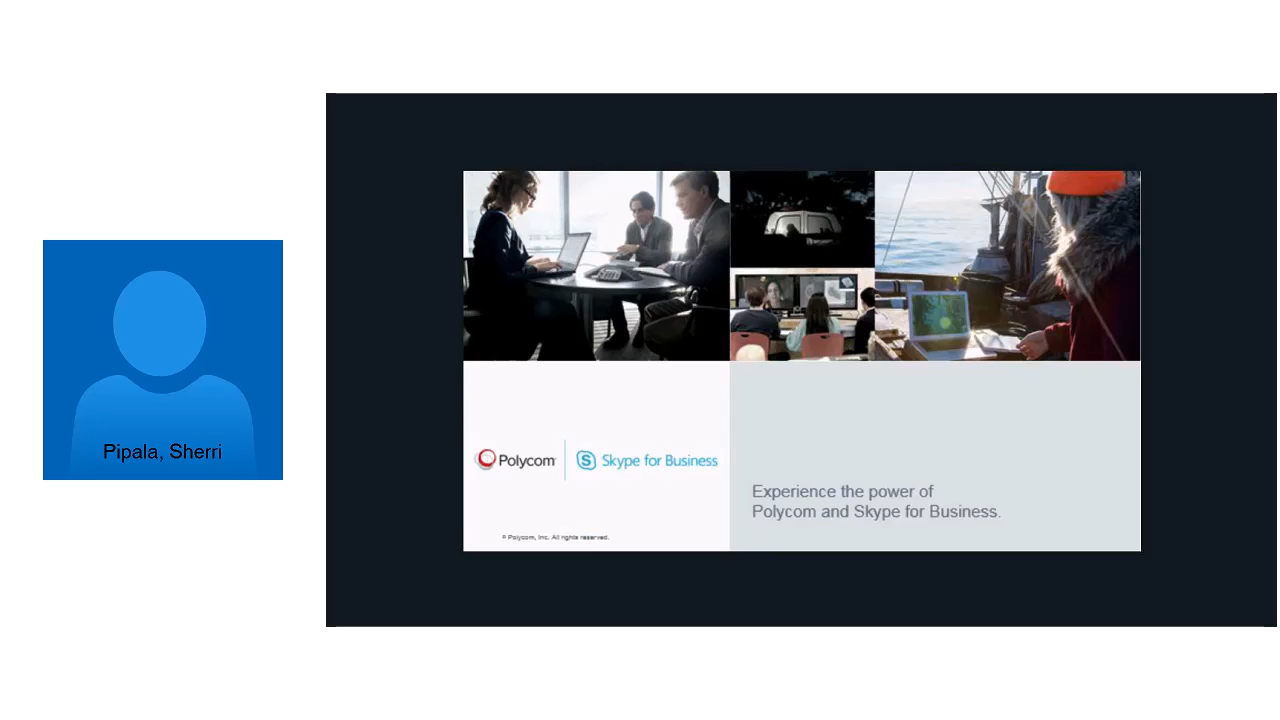 Pipala, Sherri
Polycom
S Skype for Business
Experience the power of
Polycom and Skype for Business.
© Polycom, Inc. All rights reserved.